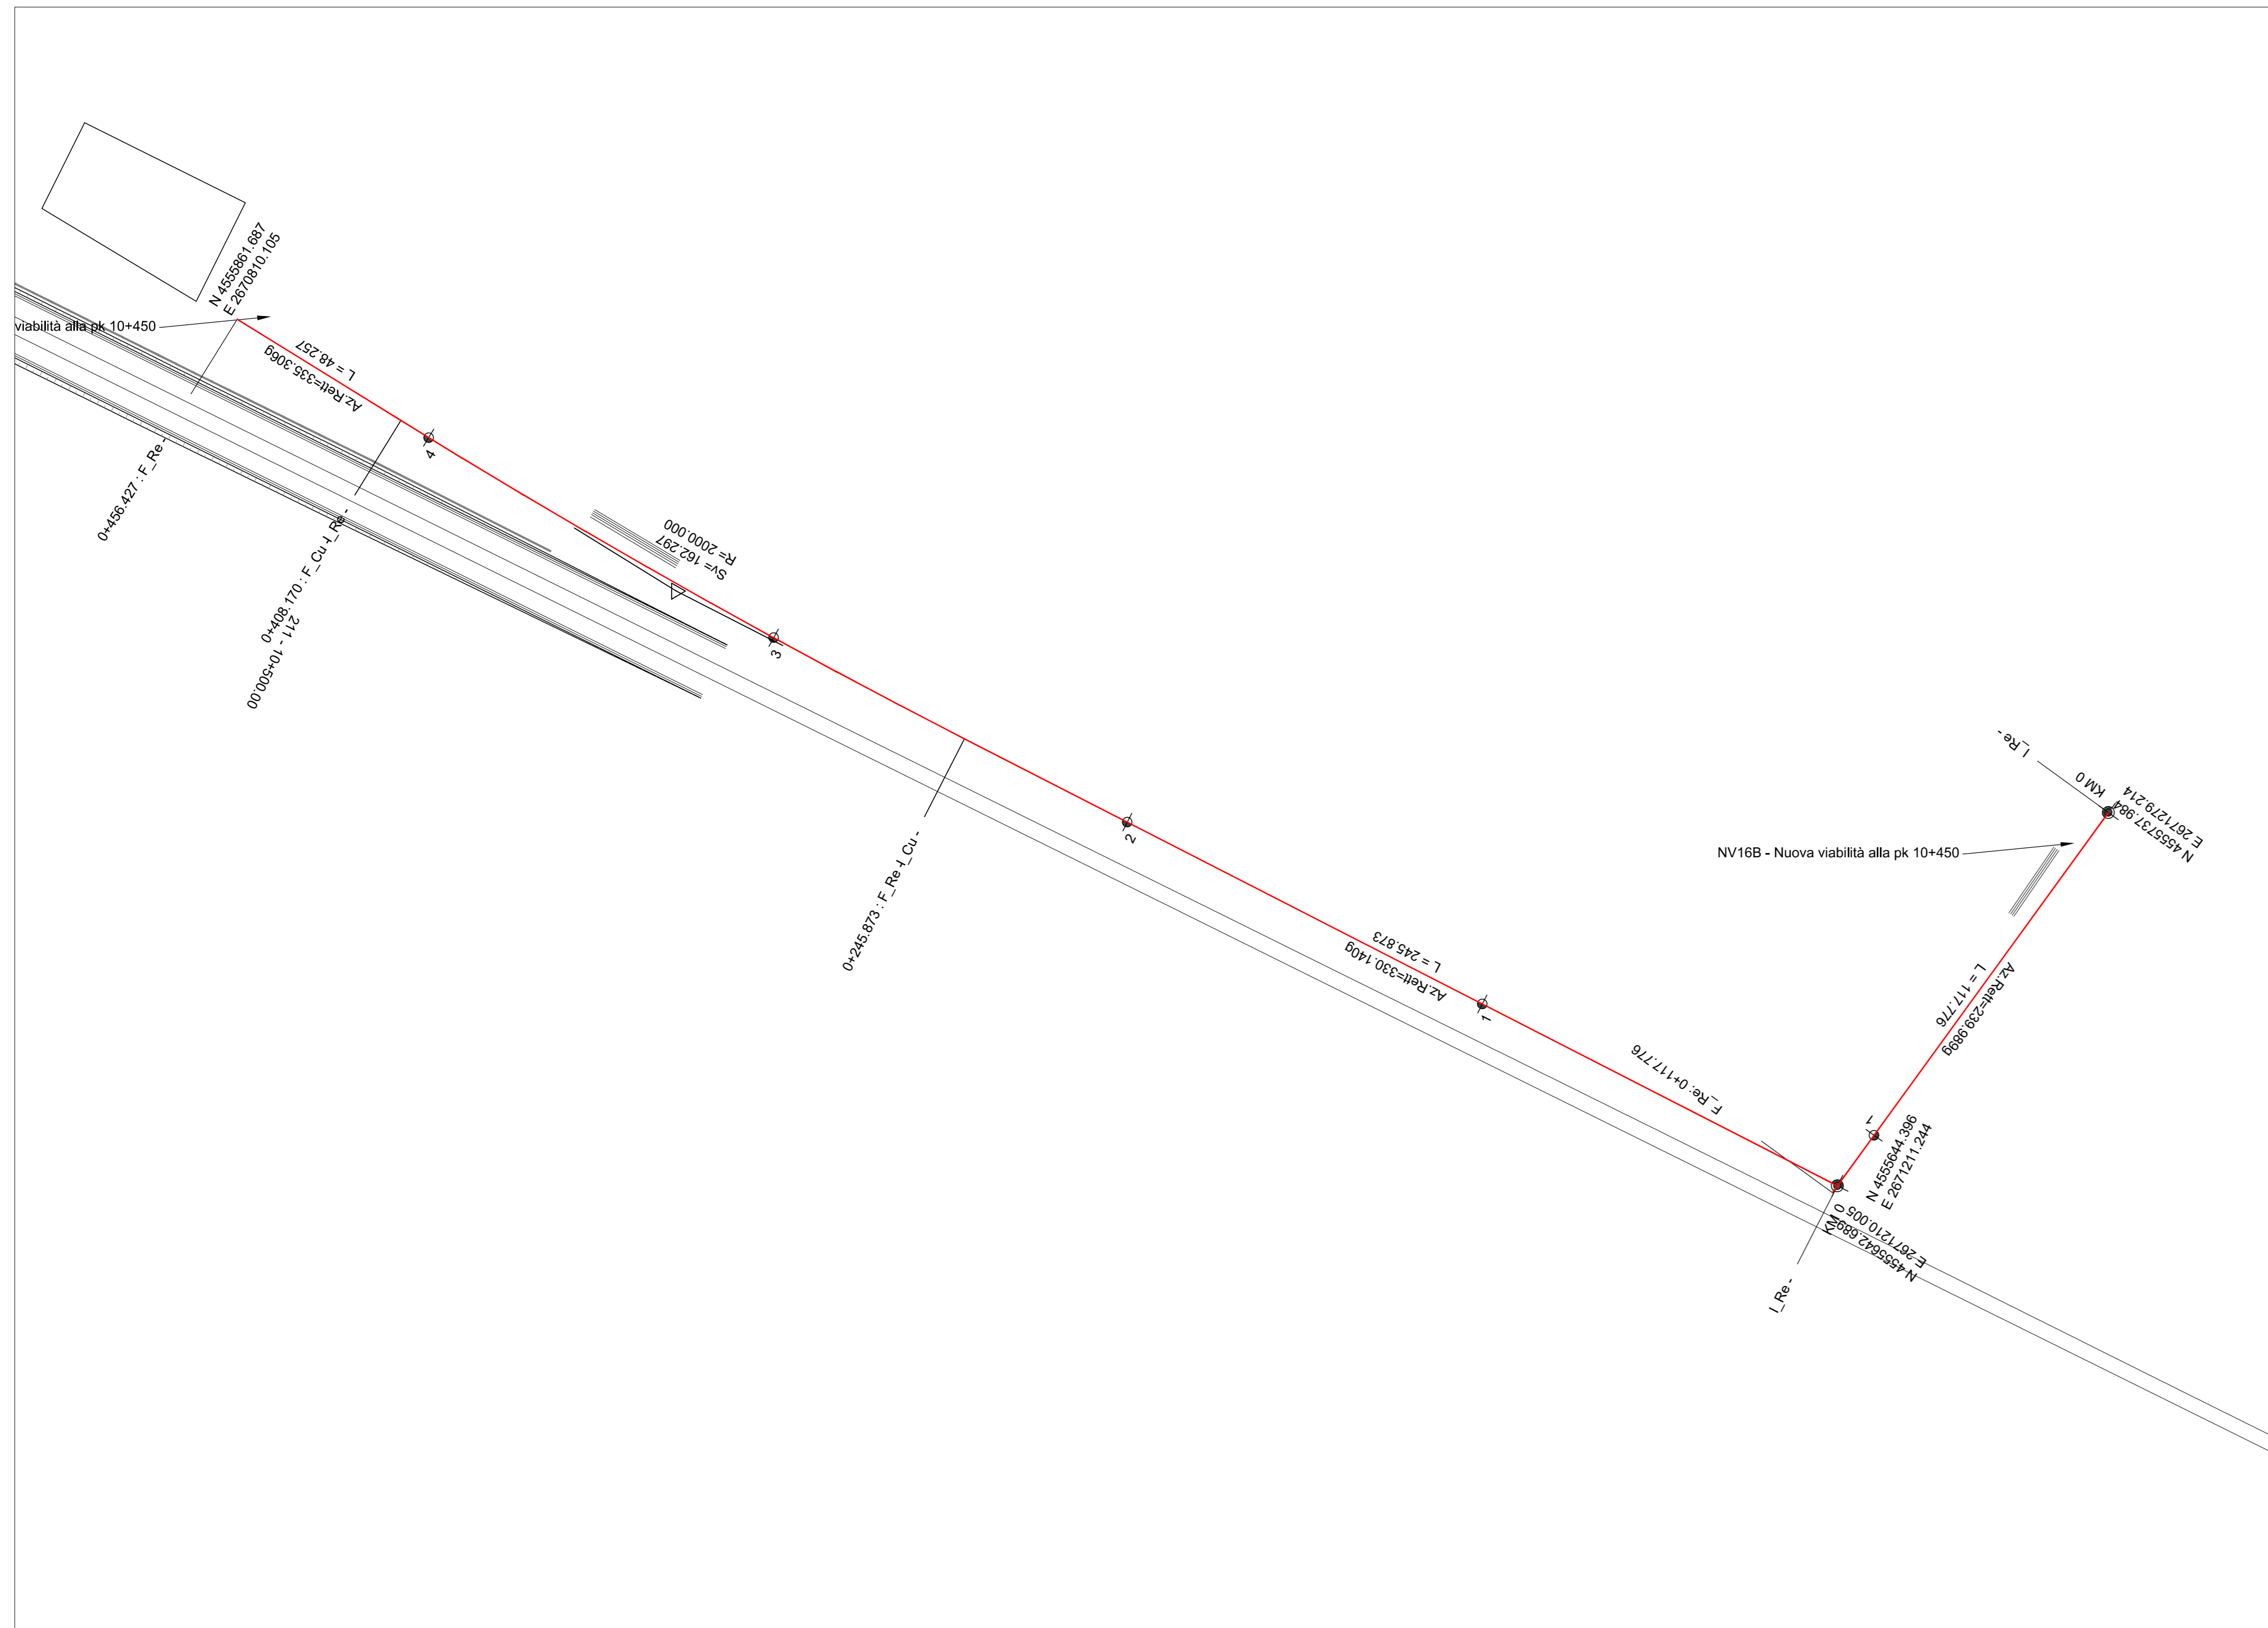 N 4555861.687
E 2670810.105
viabilità alla pk 10+450
L = 48.257
Az.Rett=335.306g
0+456.427 : F_Re -
4
0+408.170 : F_Cu -I_Re -
211 - 10+500.00
R= 2000.000
Sv= 162.297
3
0+245.873 : F_Re -I_Cu -
2
L = 245.873
Az.Rett=330.140g
1
I_Re -
KM 0
N 4555737.984
E 2671279.214
NV16B - Nuova viabilità alla pk 10+450
L = 117.776
Az.Rett=239.989g
F_Re: 0+117.776
1
N 4555644.396
E 2671211.244
KM 0
N 4555642.689
E 2671210.005
I_Re -